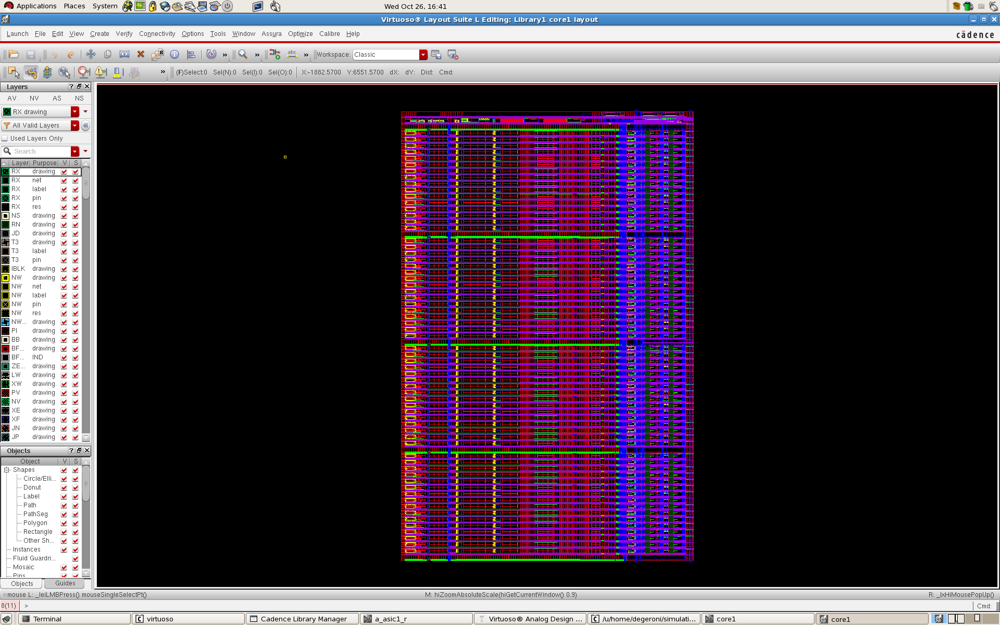 Applications Places System
Wed Oct 26, 16:41
Virtuoso® Layout Suite L Editing: Library1 core1 layout
Launch File Edit View Create Verify Connectivity Options Tools Window Assura Optimize Calibre Help
cādence
R
abc
Workspace: Classic
(F)Select:0 Sel(N):0 Sel(I):0 Sel(O):0 X:-1882.5700 Y:6551.5700 dX: dY: Dist: Cmd:
Layers
AV NV AS NS
RX drawing
All Valid Layers
Used Layers Only
Search
Layer Purpose V S
RX drawing
RX net
RX label
RX pin
RX res
NS drawing
RN drawing
JD drawing
T3 drawing
T3 label
T3 pin
IBLK drawing
NW drawing
NW net
NW label
NW pin
NW res
NW... drawing
PI drawing
BB drawing
BF... drawing
BF... IND
ZE... drawing
LW drawing
XW drawing
PV drawing
NV drawing
XE drawing
XF drawing
JN drawing
JP drawing
Objects
Object V S
Shapes
Circle/Elli...
Donut
Label
Path
PathSeg
Polygon
Rectangle
Other Sh...
Instances
Fluid Guardri...
Mosaic
Pins
Objects Guides
mouse L: _leiLMBPress() mouseSingleSelectPt() M: hiZoomAbsoluteScale(hiGetCurrentWindow() 0.9) R: _lxHiMousePopUp()
8(11) > Cmd:
Terminal virtuoso Cadence Library Manager a_asic1_r Virtuoso® Analog Design ... /u/home/degeroni/simulati... core1 core1